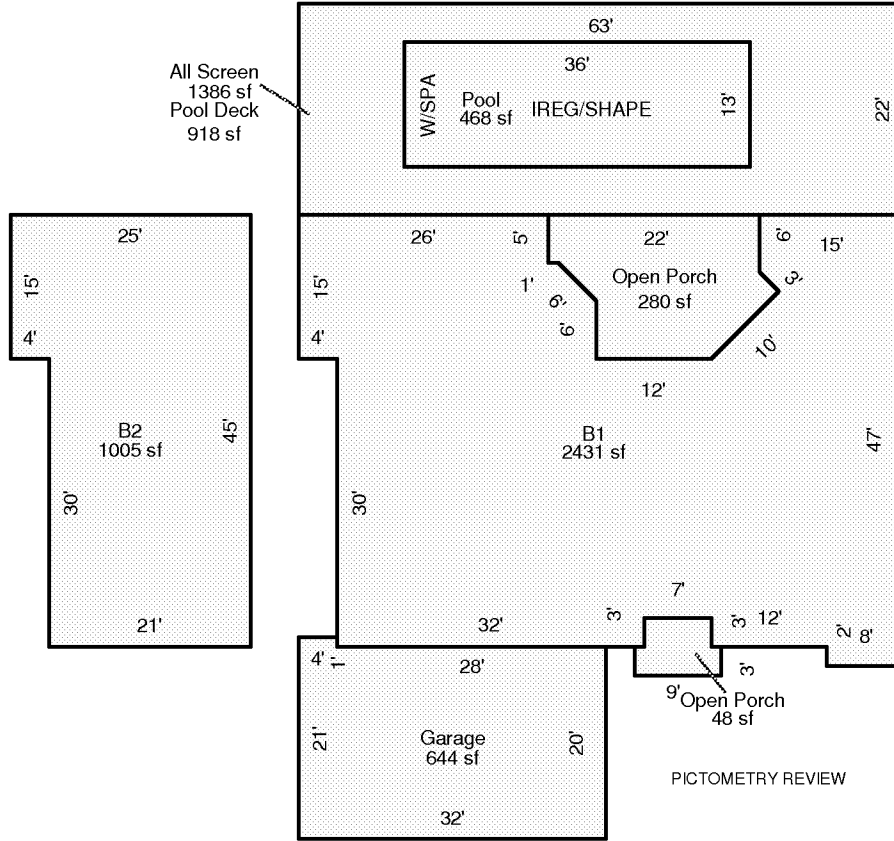 63'
All Screen
1386 sf
Pool Deck
918 sf
36'
W/SPA
Pool
468 sf
IREG/SHAPE
13'
22'
25'
15'
4'
B2
1005 sf
45'
30'
21'
26'
5'
22'
6'
15'
Open Porch
280 sf
3'
15'
1'
6'
6'
4'
10'
12'
B1
2431 sf
47'
30'
7'
32'
3'
3'
12'
2'
8'
4'
1'
28'
3'
9'
Open Porch
48 sf
21'
Garage
644 sf
20'
PICTOMETRY REVIEW
32'